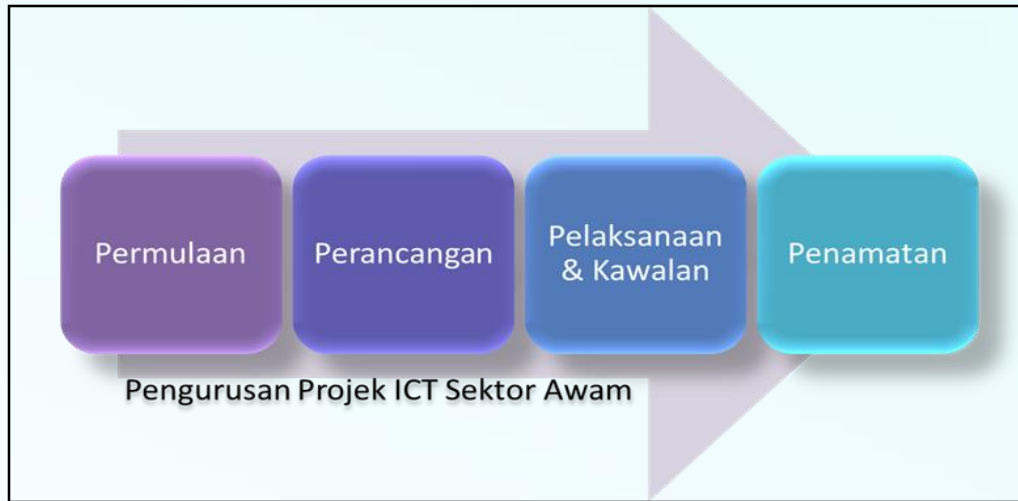 Permulaan
Perancangan
Pelaksanaan
& Kawalan
Penamatan
Pengurusan Projek ICT Sektor Awam